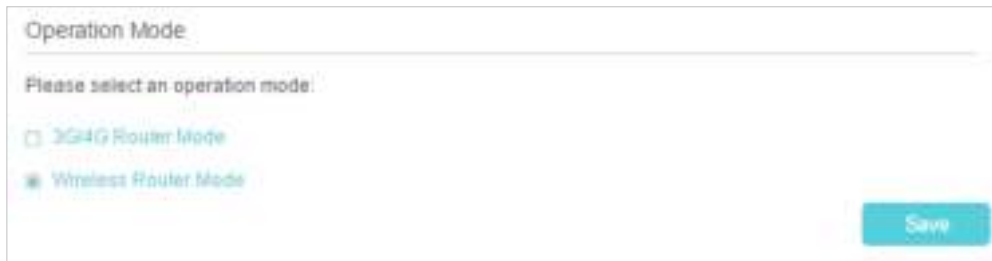 Operation Mode
Please select an operation mode:
3G/4G Router Mode
Wireless Router Mode
Save